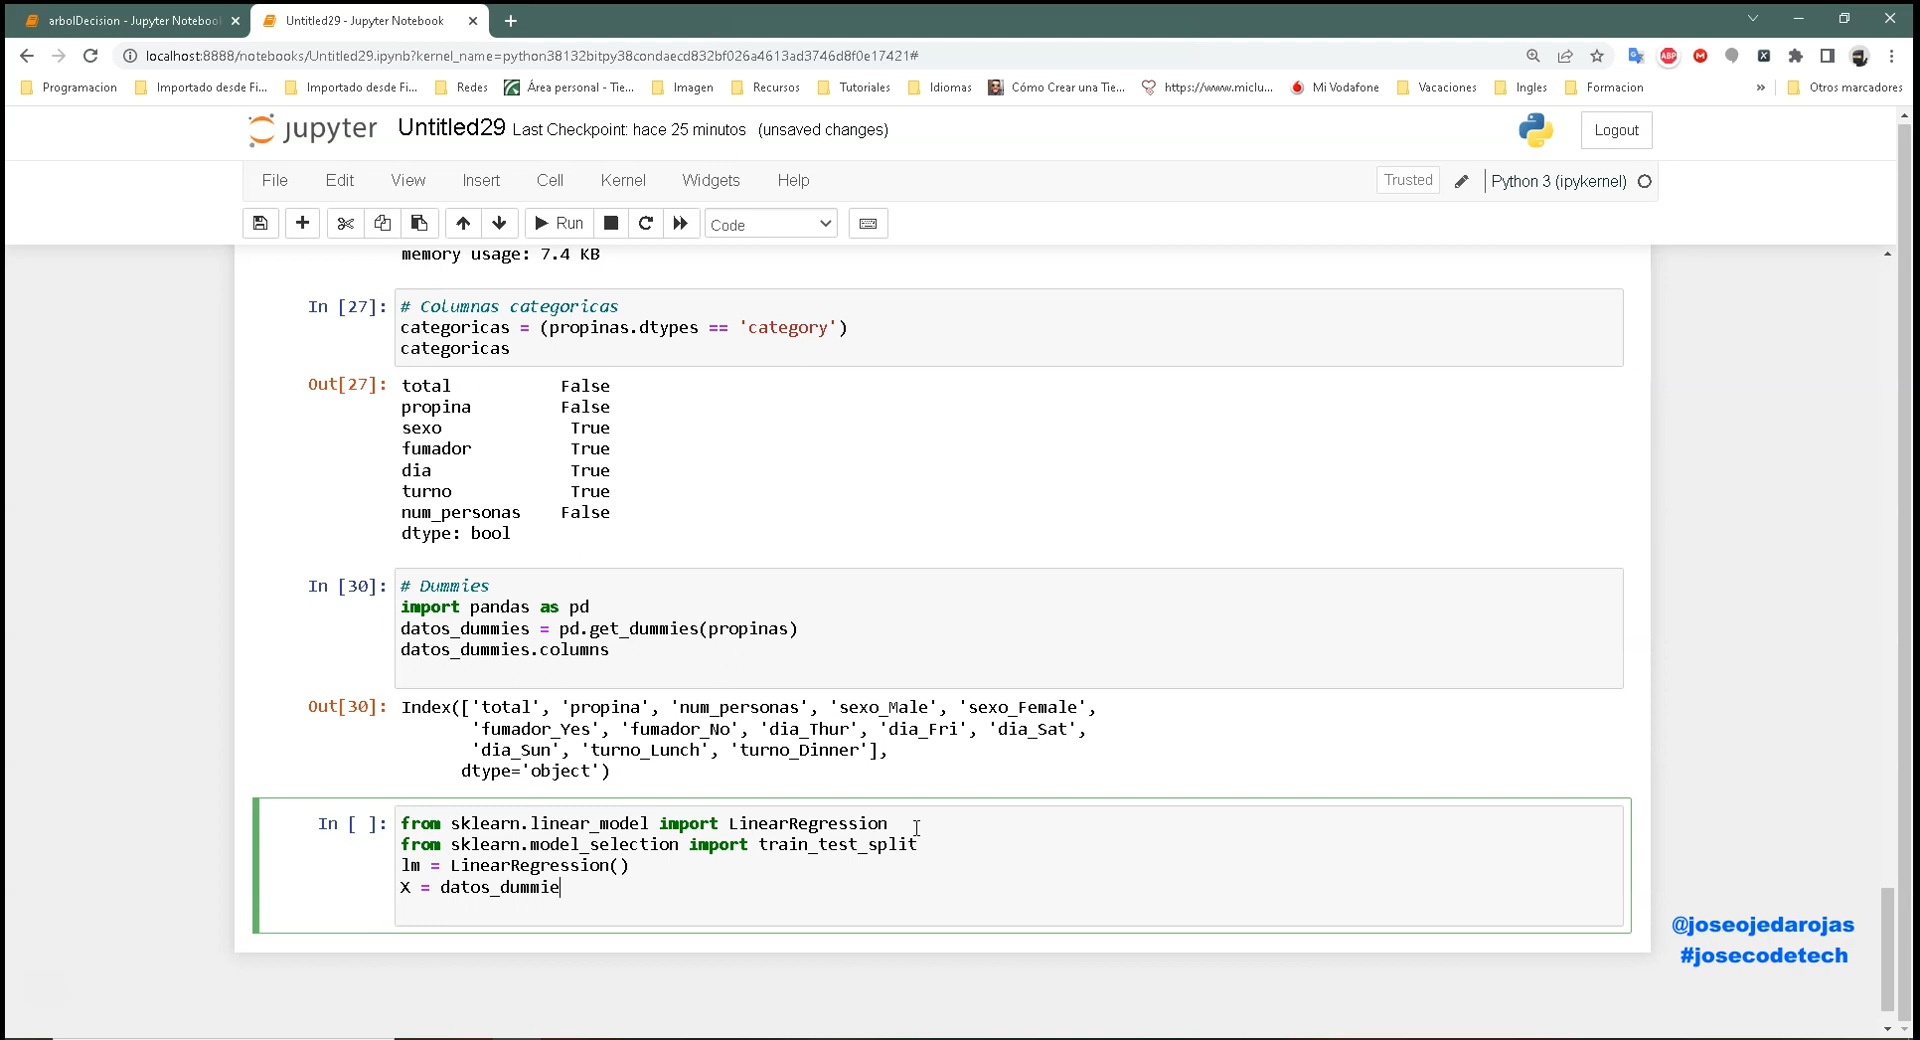 arbolDecision - Jupyter Notebook
Untitled29 - Jupyter Notebook
localhost:8888/notebooks/Untitled29.ipynb?kernel_name=python38132bitpy38condaecd832bf026a4613ad3746d8f0e17421#
Programacion Importado desde Fi... Importado desde Fi... Redes Área personal - Tie... Imagen Recursos Tutoriales Idiomas Cómo Crear una Tie... https://www.miclu... Mi Vodafone Vacaciones Ingles Formacion » Otros marcadores
jupyter Untitled29 Last Checkpoint: hace 25 minutos (unsaved changes) Logout
File Edit View Insert Cell Kernel Widgets Help Trusted Python 3 (ipykernel)
Run Code
memory usage: 7.4 KB
In [27]: # Columnas categoricas
categoricas = (propinas.dtypes == 'category')
categoricas
Out[27]: total False
propina False
sexo True
fumador True
dia True
turno True
num_personas False
dtype: bool
In [30]: # Dummies
import pandas as pd
datos_dummies = pd.get_dummies(propinas)
datos_dummies.columns
Out[30]: Index(['total', 'propina', 'num_personas', 'sexo_Male', 'sexo_Female',
'fumador_Yes', 'fumador_No', 'dia_Thur', 'dia_Fri', 'dia_Sat',
'dia_Sun', 'turno_Lunch', 'turno_Dinner'],
dtype='object')
In [ ]: from sklearn.linear_model import LinearRegression
from sklearn.model_selection import train_test_split
lm = LinearRegression()
X = datos_dummie
@joseojedarojas
#josecodetech